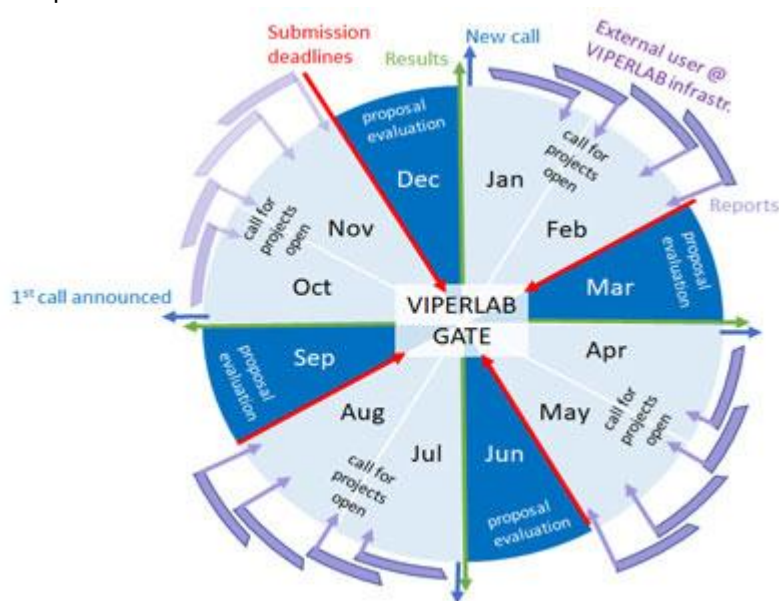 Submission
deadlines
Results
New call
External user @
VIPERLAB infrastr.
proposal
evaluation
Dec
Jan
call for
projects
open
Nov
call for
projects
open
Feb
Reports
Oct
Mar
proposal
evaluation
1st call announced
VIPERLAB
GATE
Sep
proposal
evaluation
Apr
Aug
May
call for
projects
open
Jul
Jun
call for
projects
open
proposal
evaluation